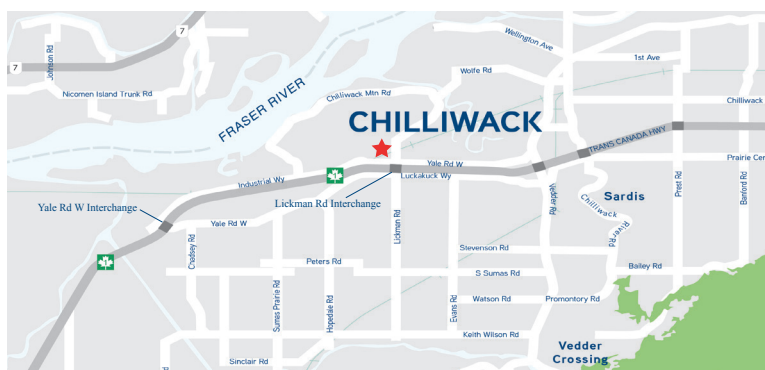 Johnson Rd
7
7
Nicomen Island Trunk Rd
FRASER RIVER
Chilliwack Mtn Rd
Wellington Ave
Wolfe Rd
1st Ave
Chilliwack
CHILLIWACK
TRANS CANADA HWY
Prairie Cen
Yale Rd W
Luckakuck Wy
Industrial Wy
1
Yale Rd W Interchange
Lickman Rd Interchange
Yale Rd W
Sardis
Chilliwack
River Rd
Vedder Rd
Prest Rd
Banford Rd
Lickman Rd
Chadsey Rd
Stevenson Rd
1
Peters Rd
S Sumas Rd
Bailey Rd
Sumas Prairie Rd
Hopedale Rd
Evans Rd
Watson Rd
Promontory Rd
Keith Wilson Rd
Vedder
Crossing
Sinclair Rd